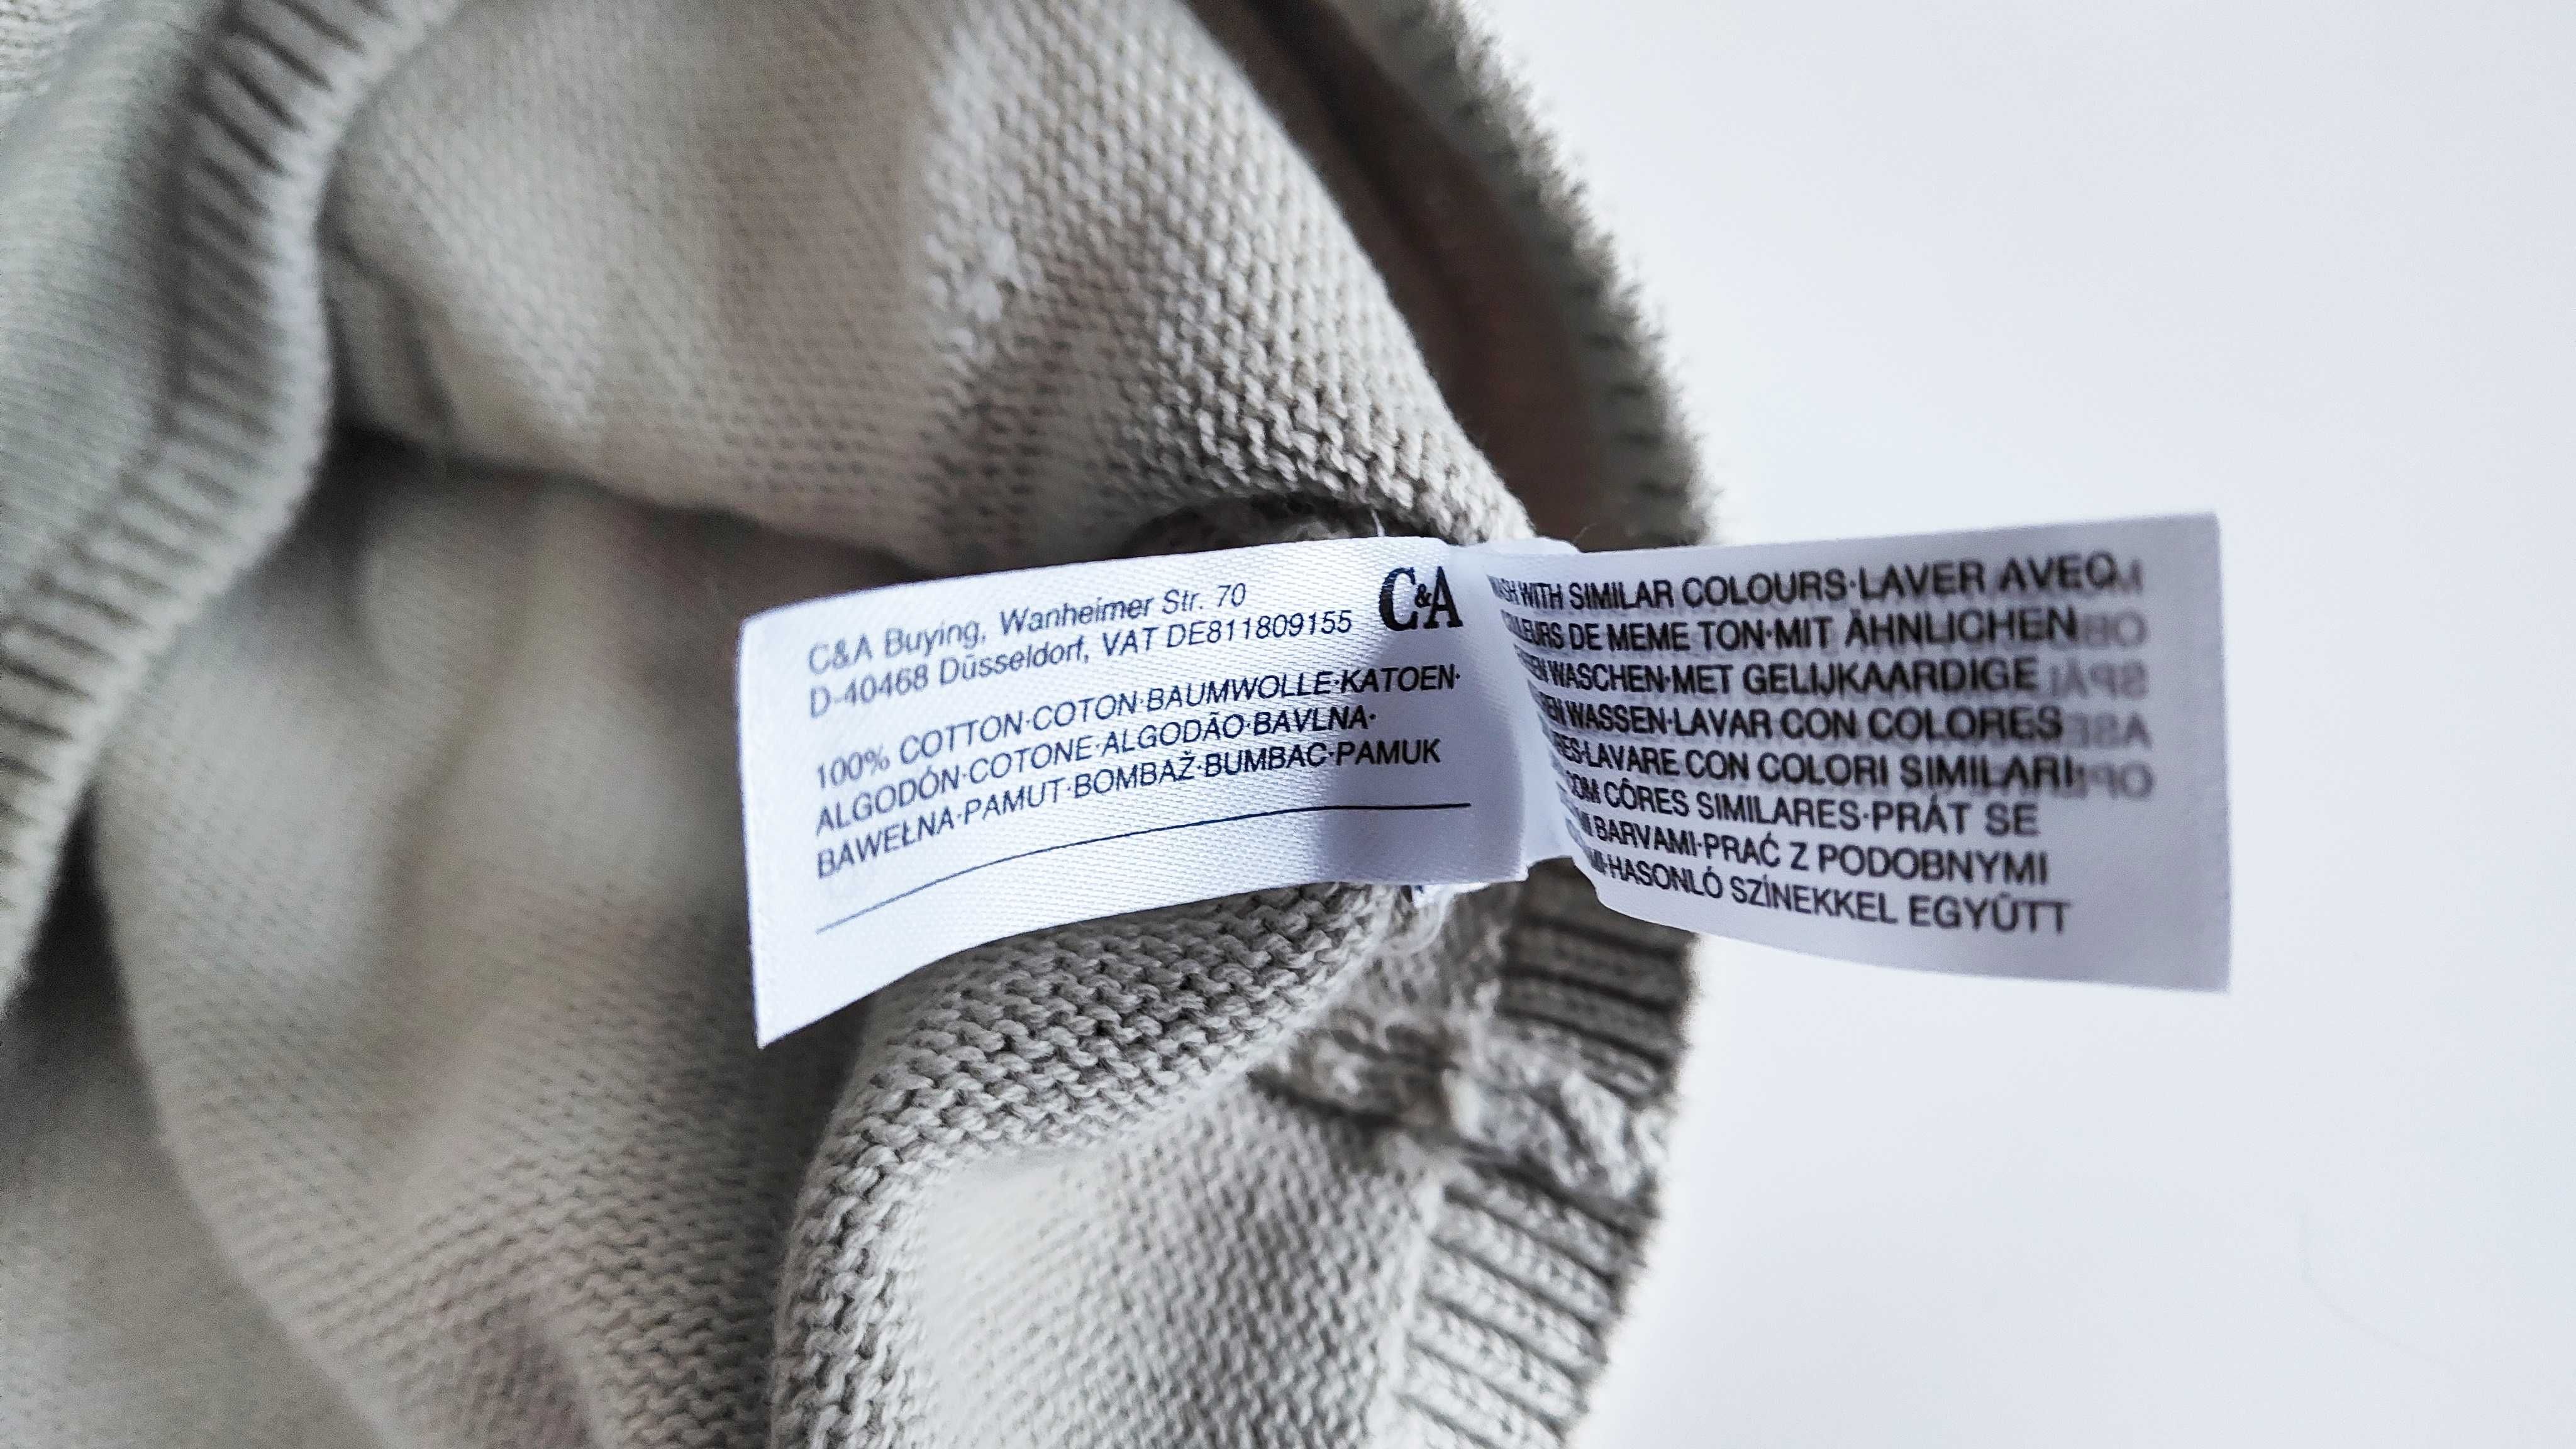 C&A Buying, Wanheimer Str. 70
D-40468 Düsseldorf, VAT DE811809155
C&A
100% COTTON·COTON·BAUMWOLLE·KATOEN·
ALGODÓN·COTONE·ALGODÃO·BAVLNA·
BAWEŁNA·PAMUT·BOMBAŽ·BUMBAC·PAMUK
WITH SIMILAR COLOURS·LAVER AVEC
DE MEME TON·MIT ÄHNLICHEN
WASCHEN·MET GELIJKAARDIGE
WASSEN·LAVAR CON COLORES
LAVARE CON COLORI SIMILARI·
COM CÔRES SIMILARES·PRÁT SE
BARVAMI·PRAĆ Z PODOBNYMI
HASONLÓ SZÍNEKKEL EGYÜTT